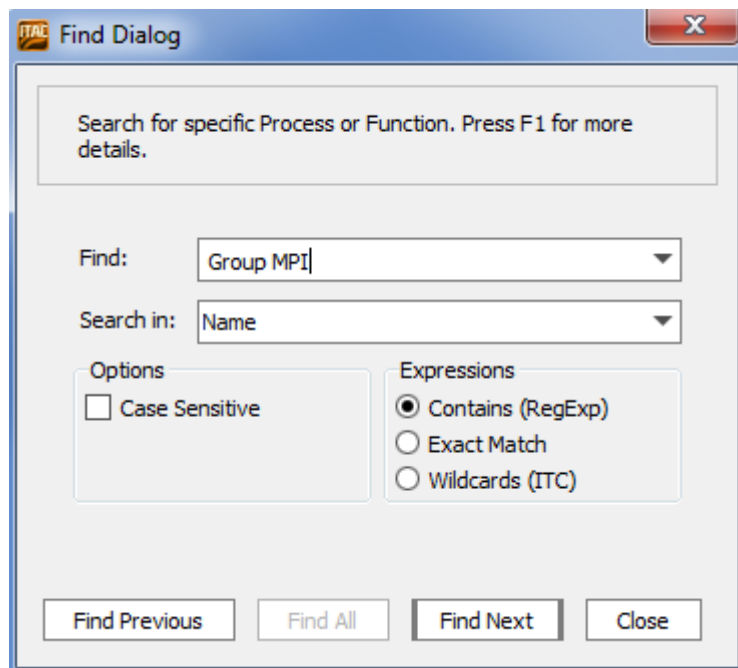 ITAC
Find Dialog
X
Search for specific Process or Function. Press F1 for more
details.
Find:
Group MPI
Search in:
Name
Options
Case Sensitive
Expressions
Contains (RegExp)
Exact Match
Wildcards (ITC)
Find Previous
Find All
Find Next
Close